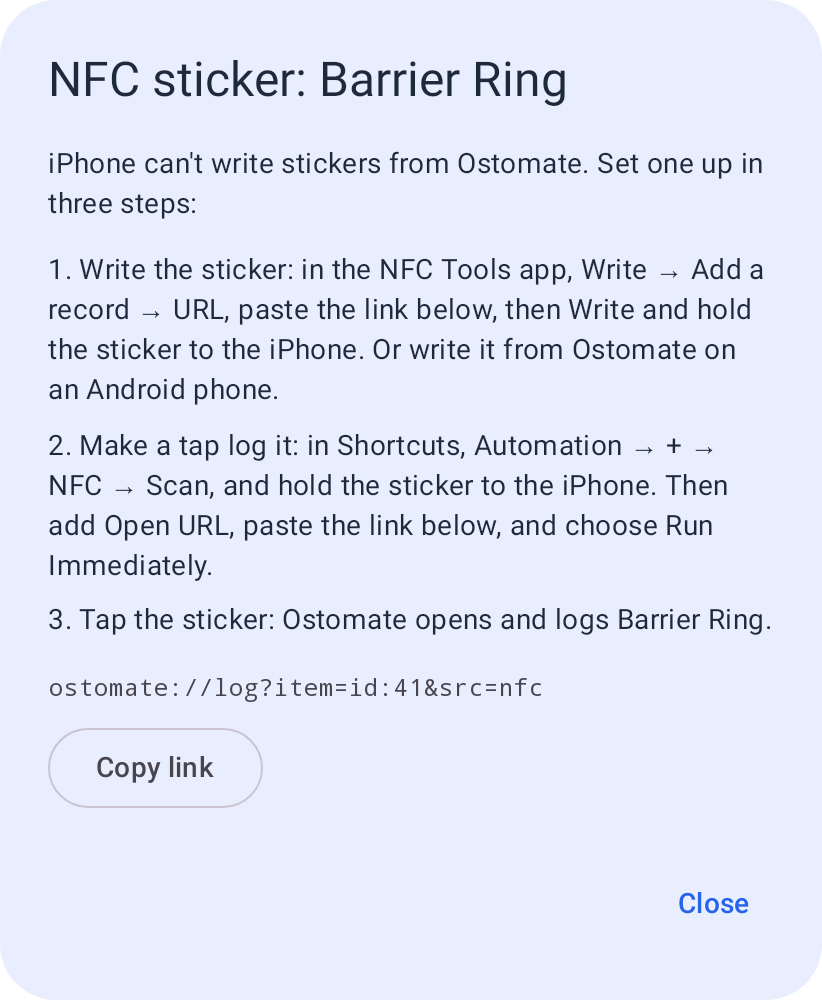 NFC sticker: Barrier Ring
iPhone can't write stickers from Ostomate. Set one up in
three steps:
1. Write the sticker: in the NFC Tools app, Write → Add a
record → URL, paste the link below, then Write and hold
the sticker to the iPhone. Or write it from Ostomate on
an Android phone.
2. Make a tap log it: in Shortcuts, Automation → + →
NFC → Scan, and hold the sticker to the iPhone. Then
add Open URL, paste the link below, and choose Run
Immediately.
3. Tap the sticker: Ostomate opens and logs Barrier Ring.
ostomate://log?item=id:41&src=nfc
Copy link
Close